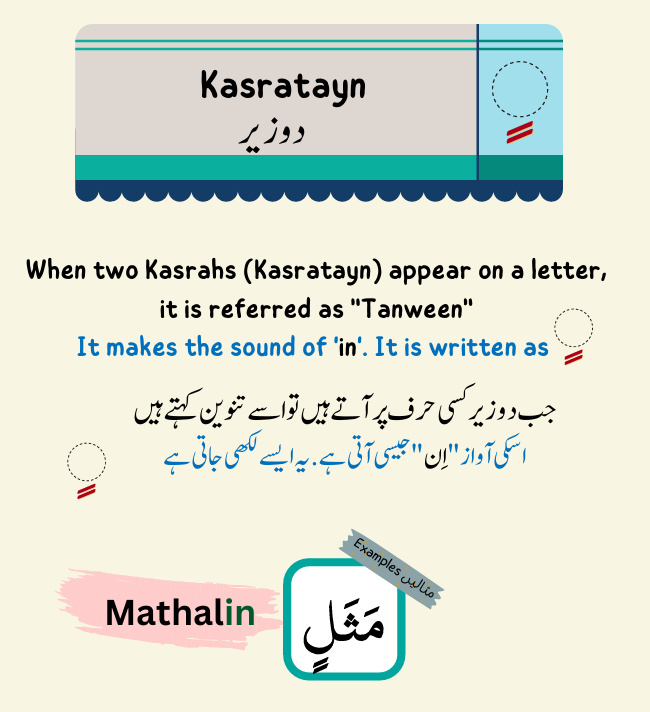 Kasratayn
دو زیر
When two Kasrahs (Kasratayn) appear on a letter,
it is referred as "Tanween"
It makes the sound of 'in'. It is written as
جب دو زیر کسی حرف پر آتے ہیں تو اسے تنوین کہتے ہیں
اسکی آواز "اِن" جیسی آتی ہے. یہ ایسے لکھی جاتی ہے
Examples مثالیں
Mathalin
مَثَلٍ